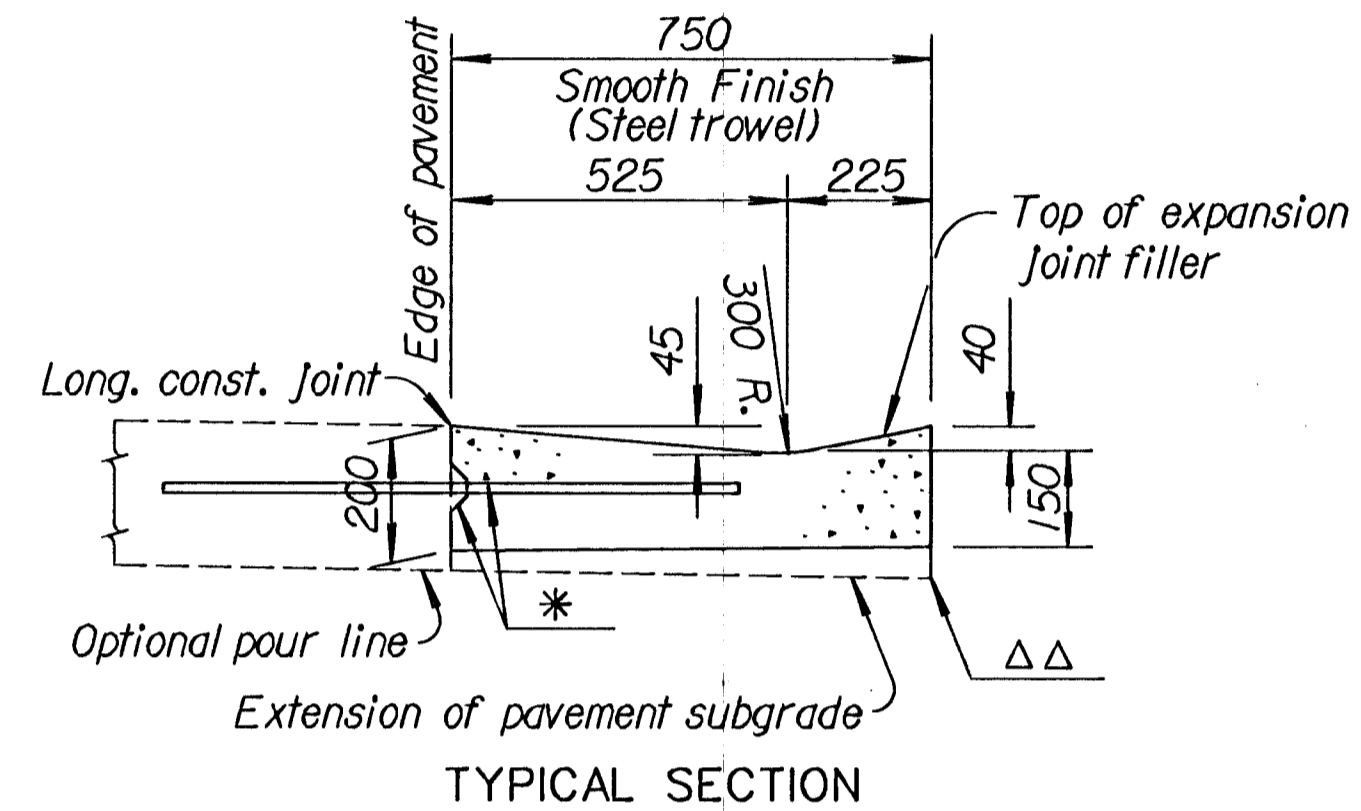 750
Smooth Finish
(Steel trowel)
525
225
Edge of pavement
Top of expansion
joint filler
45
300 R.
40
Long. const. joint
200
150
*
Optional pour line
Δ Δ
Extension of pavement subgrade
TYPICAL SECTION